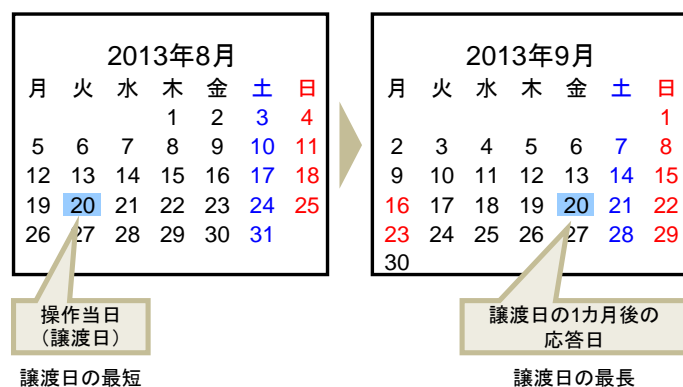 2013年8月
月 火 水 木 金 土 日
1 2 3 4
5 6 7 8 9 10 11
12 13 14 15 16 17 18
19 20 21 22 23 24 25
26 27 28 29 30 31
操作当日
（譲渡日）
譲渡日の最短
2013年9月
月 火 水 木 金 土 日
1
2 3 4 5 6 7 8
9 10 11 12 13 14 15
16 17 18 19 20 21 22
23 24 25 26 27 28 29
30
譲渡日の1カ月後の
応答日
譲渡日の最長